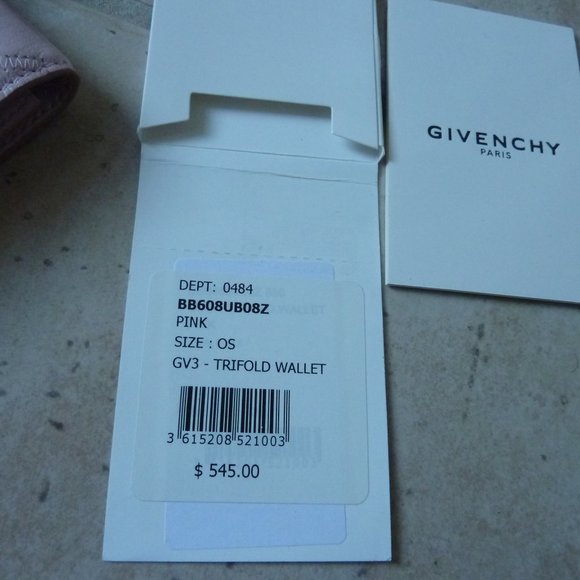 GIVENCHY
PARIS
DEPT: 0484
BB608UB08Z
PINK
SIZE : OS
GV3 - TRIFOLD WALLET
3 615208 521003
$ 545.00